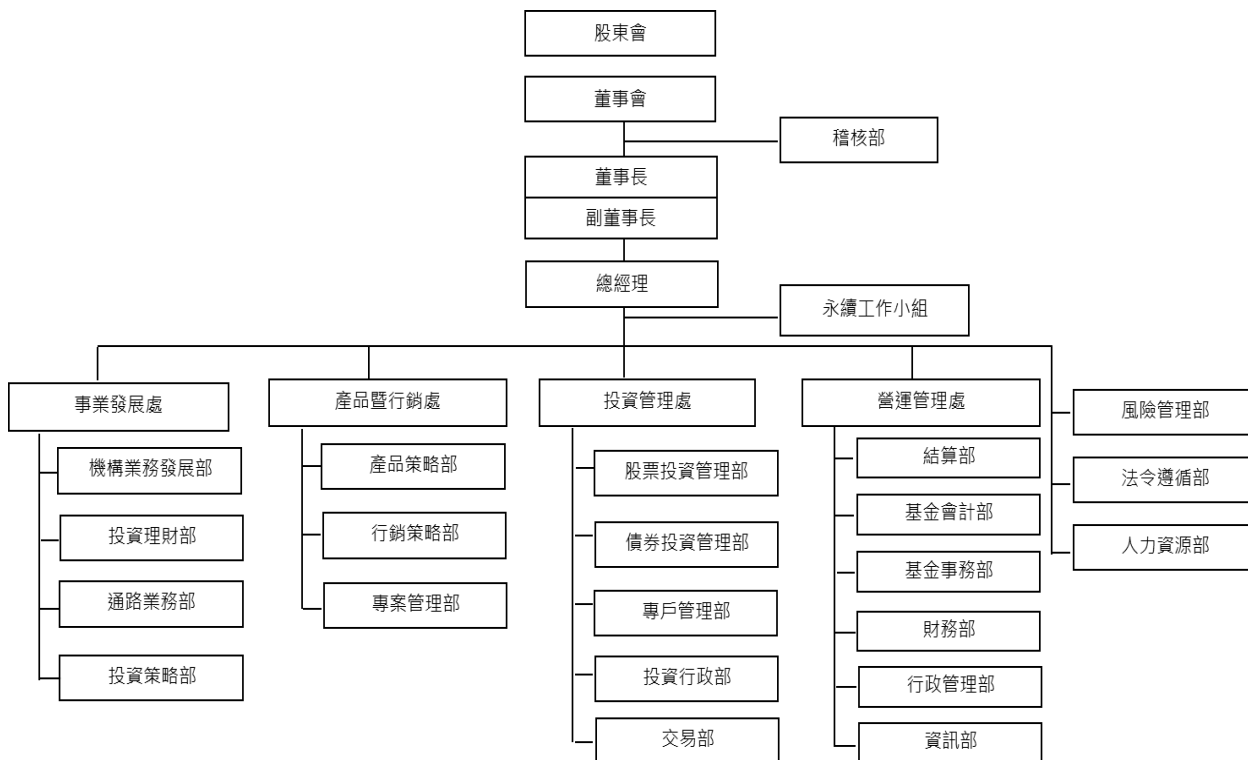 股東會
董事會
稽核部
董事長
副董事長
總經理
永續工作小組
事業發展處
機構業務發展部
投資理財部
通路業務部
投資策略部
產品暨行銷處
產品策略部
行銷策略部
專案管理部
投資管理處
股票投資管理部
債券投資管理部
專戶管理部
投資行政部
交易部
營運管理處
結算部
基金會計部
基金事務部
財務部
行政管理部
資訊部
風險管理部
法令遵循部
人力資源部